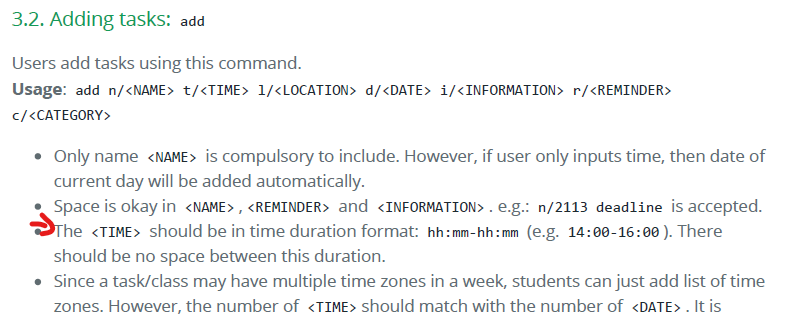 3.2. Adding tasks: add
Users add tasks using this command.
Usage: add n/<NAME> t/<TIME> l/<LOCATION> d/<DATE> i/<INFORMATION> r/<REMINDER>
c/<CATEGORY>
• Only name <NAME> is compulsory to include. However, if user only inputs time, then date of
current day will be added automatically.
• Space is okay in <NAME>, <REMINDER> and <INFORMATION>. e.g.: n/2113 deadline is accepted.
• The <TIME> should be in time duration format: hh:mm-hh:mm (e.g. 14:00-16:00). There
should be no space between this duration.
• Since a task/class may have multiple time zones in a week, students can just add list of time
zones. However, the number of <TIME> should match with the number of <DATE>. It is